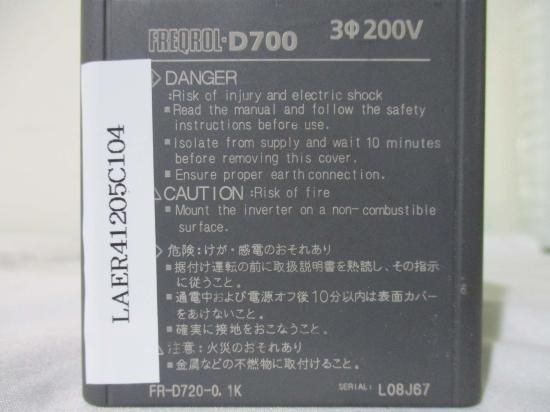 FREQROL-D700 3Φ200V
DANGER
:Risk of injury and electric shock
■Read the manual and follow the safety
instructions before use.
■Isolate from supply and wait 10 minutes
before removing this cover.
■Ensure proper earth connection.
CAUTION :Risk of fire
■Mount the inverter on a non-combustible
surface.
危険:けが・感電のおそれあり
■据付け運転の前に取扱説明書を熟読し、その指示
に従うこと。
■通電中および電源オフ後10分以内は表面カバー
をあけないこと。
■確実に接地をおこなうこと。
注意:火災のおそれあり
■金属などの不燃物に取付けること。
FR-D720-0.1K SERIAL: L08J67
LAER41205C104